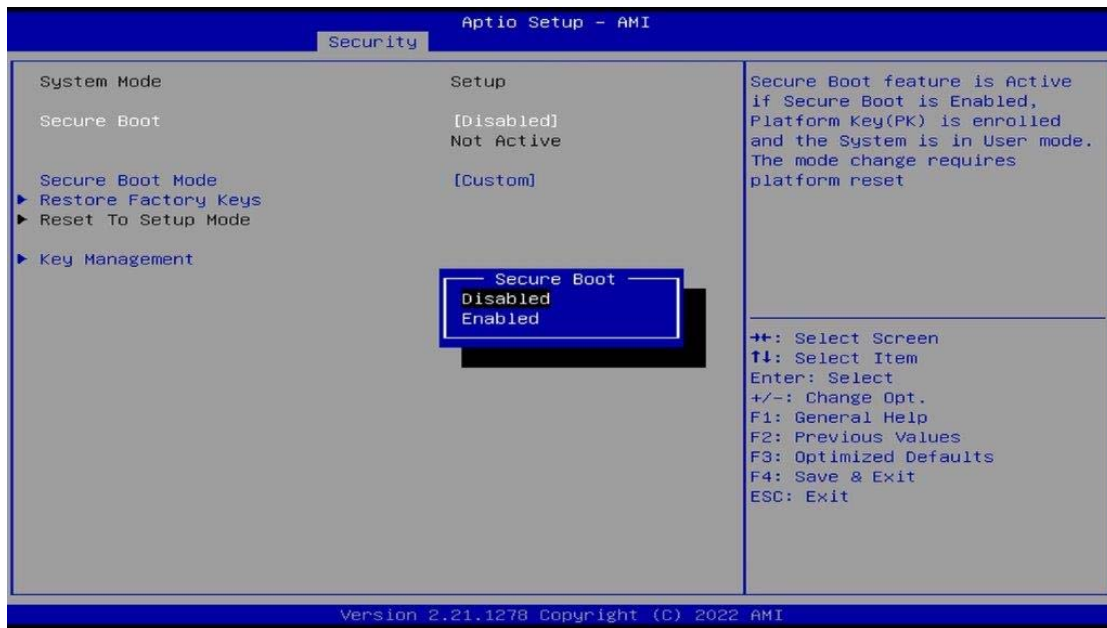 Aptio Setup – AMI
Security
System Mode Setup
Secure Boot [Disabled]
Not Active
Secure Boot Mode [Custom]
► Restore Factory Keys
► Reset To Setup Mode
► Key Management
Secure Boot
Disabled
Enabled
Secure Boot feature is Active
if Secure Boot is Enabled,
Platform Key(PK) is enrolled
and the System is in User mode.
The mode change requires
platform reset
→←: Select Screen
↑↓: Select Item
Enter: Select
+/-: Change Opt.
F1: General Help
F2: Previous Values
F3: Optimized Defaults
F4: Save & Exit
ESC: Exit
Version 2.21.1278 Copyright (C) 2022 AMI